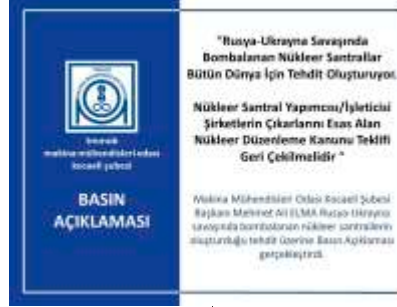 tmmob
makina mühendisleri odası
kocaeli şubesi
BASIN
AÇIKLAMASI
"Rusya-Ukrayna Savaşında
Bombalanan Nükleer Santrallar
Bütün Dünya İçin Tehdit Oluşturuyor.
Nükleer Santral Yapımcısı/İşleticisi
Şirketlerin Çıkarlarını Esas Alan
Nükleer Düzenleme Kanunu Teklifi
Geri Çekilmelidir "
Makina Mühendisleri Odası Kocaeli Şubesi
Başkanı Mehmet Ali ELMA Rusya-Ukrayna
savaşında bombalanan nükleer santrallerin
oluşturduğu tehdit üzerine Basın Açıklaması
gerçekleştirdi.